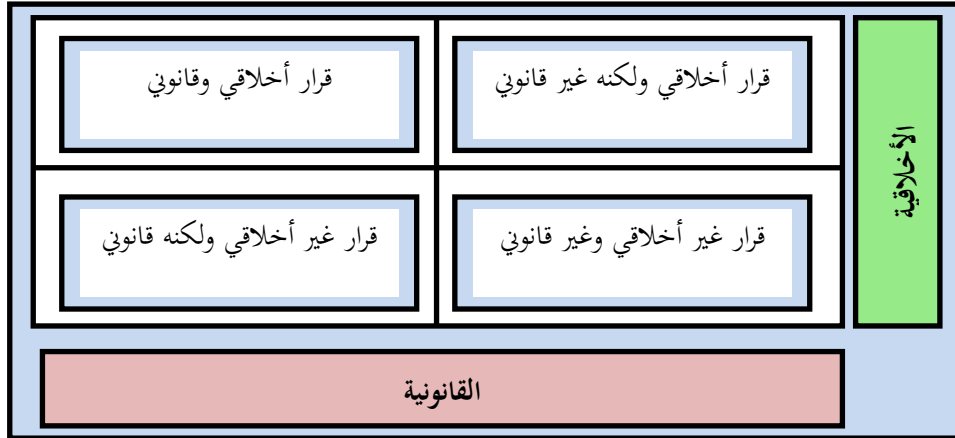 قرار أخلاقي ولكنه غير قانوني
قرار أخلاقي وقانوني
قرار غير أخلاقي وغير قانوني
قرار غير أخلاقي ولكنه قانوني
الأخلاقية
القانونية